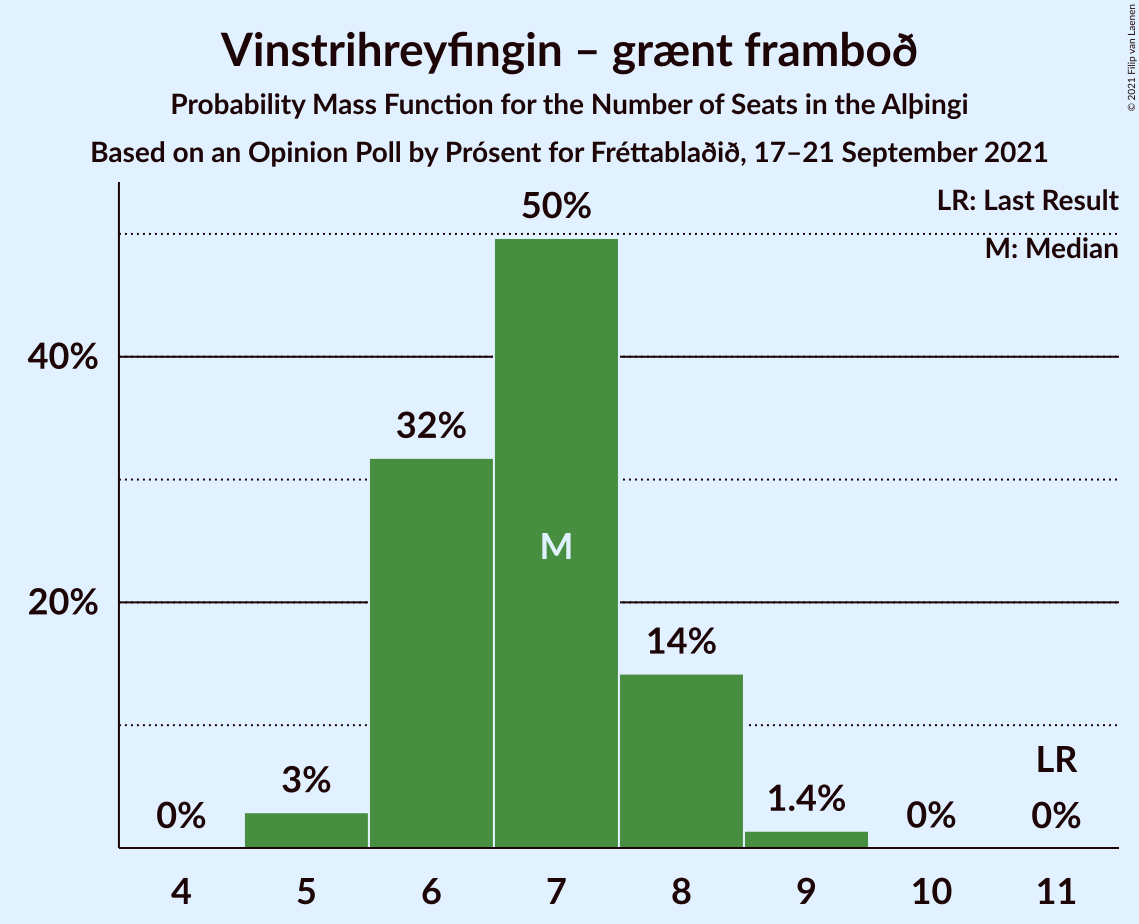 Vinstrihreyfingin – grænt framboð
Probability Mass Function for the Number of Seats in the Alþingi
Based on an Opinion Poll by Prósent for Fréttablaðið, 17–21 September 2021
© 2021 Filip van Laenen
LR: Last Result
M: Median
50%
40%
32%
M
20%
14%
LR
3%
1.4%
0%
0%
0%
4 5 6 7 8 9 10 11